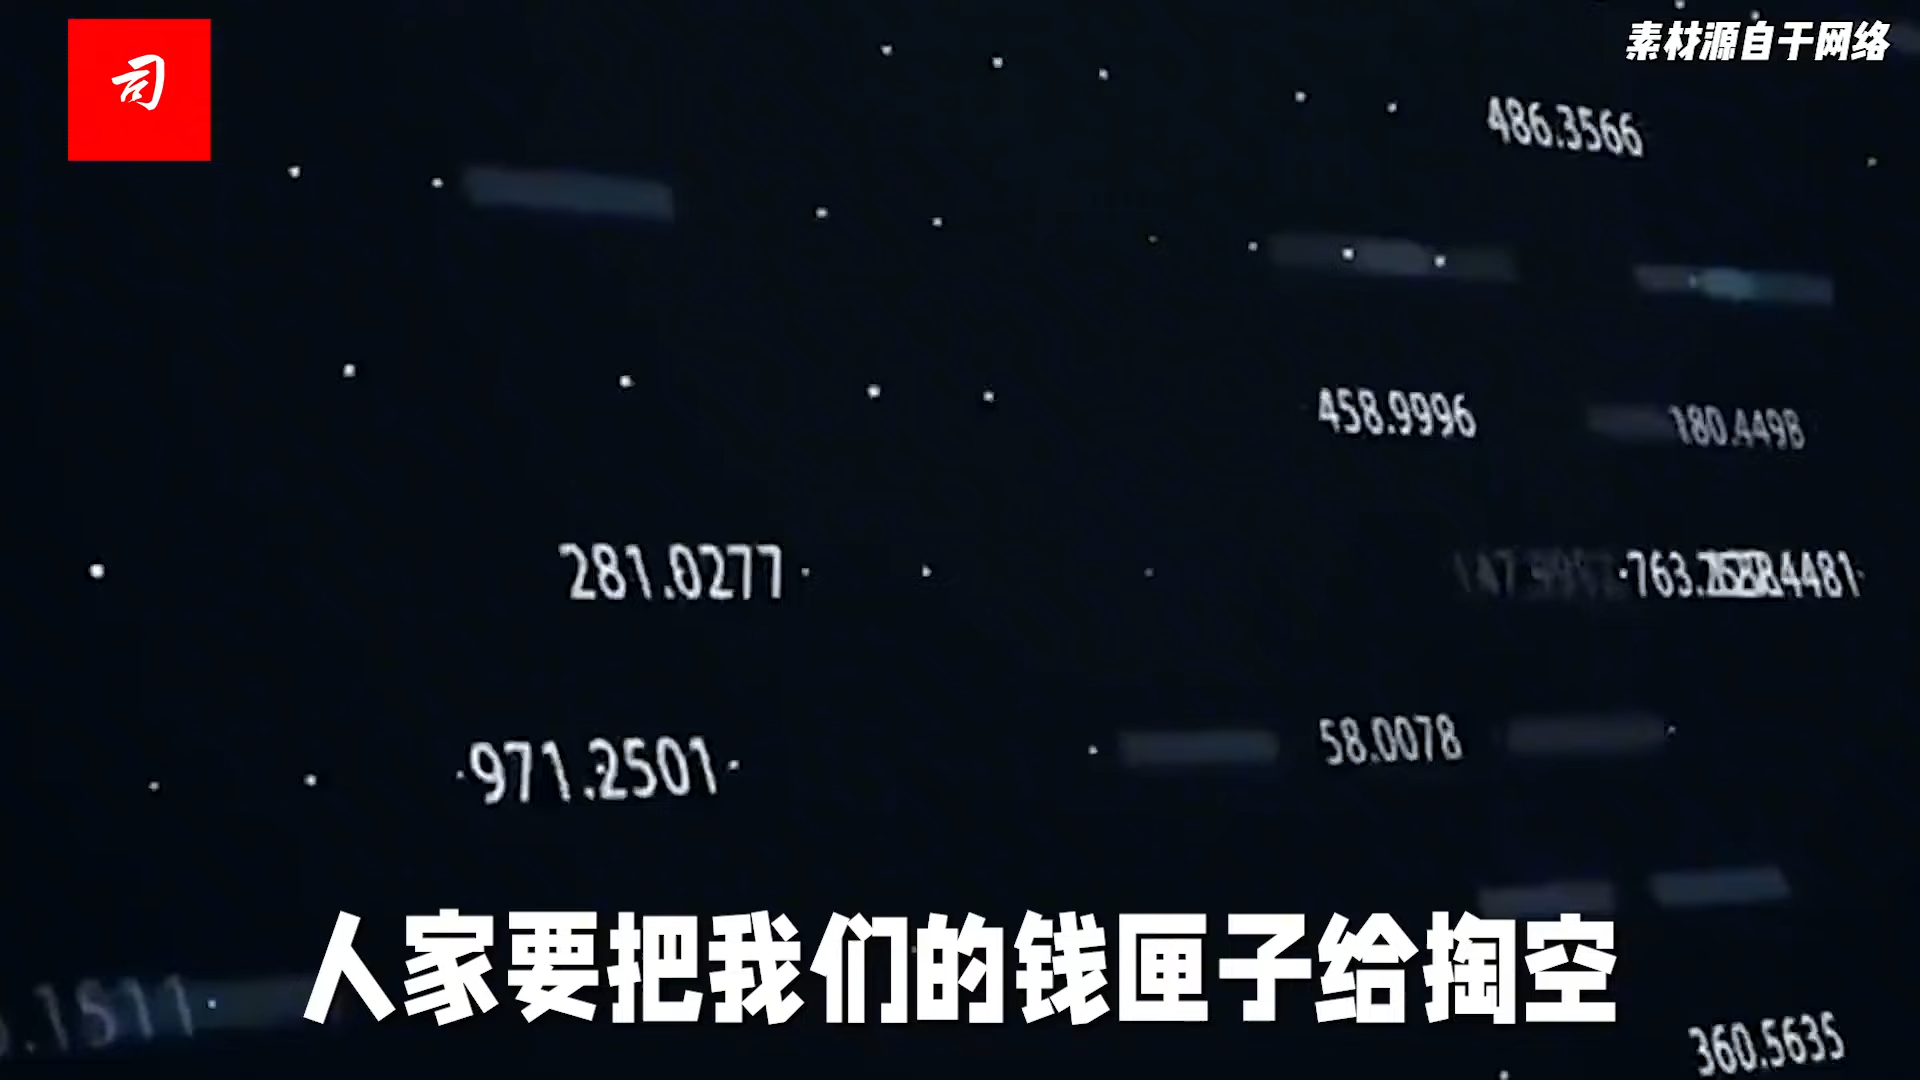 司
素材源自于网络
486.3566
458.9996
180.4498
281.0277
971.2501
58.0078
人家要把我们的钱匣子给掏空
.1511
360.5635